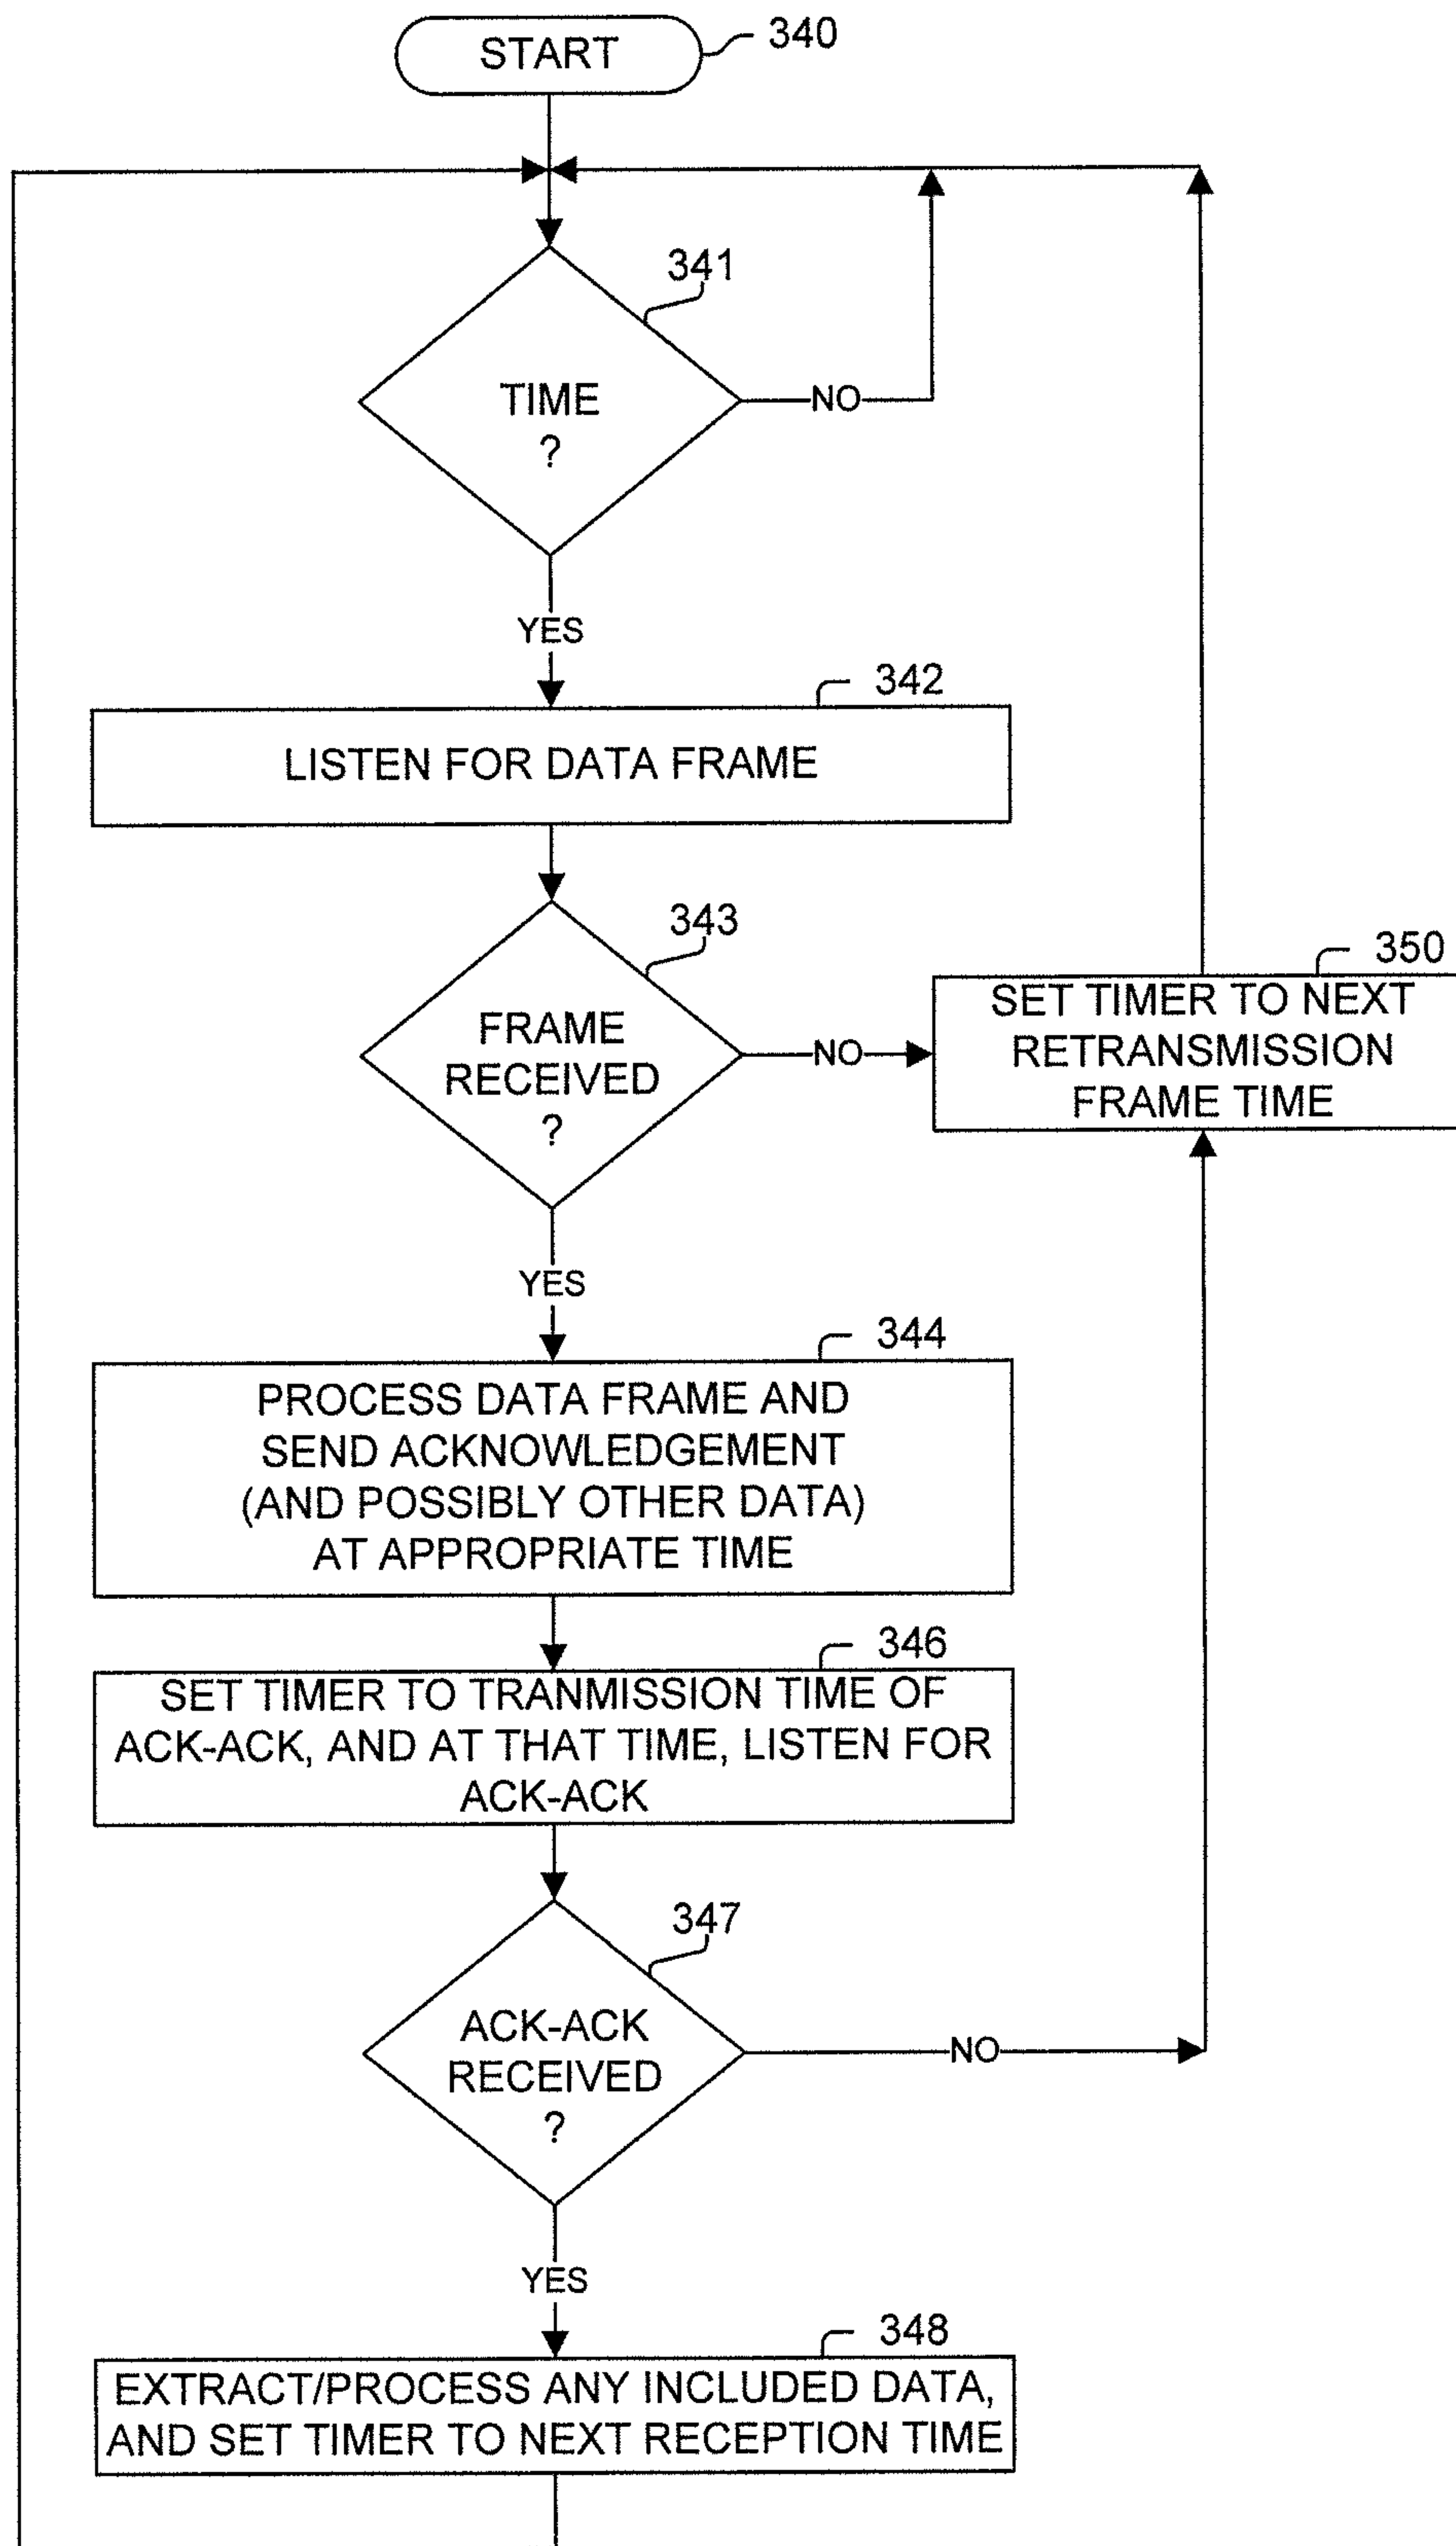 START
340
341
TIME
?
NO
YES
342
LISTEN FOR DATA FRAME
343
FRAME
RECEIVED
?
NO
350
SET TIMER TO NEXT
RETRANSMISSION
FRAME TIME
YES
344
PROCESS DATA FRAME AND
SEND ACKNOWLEDGEMENT
(AND POSSIBLY OTHER DATA)
AT APPROPRIATE TIME
346
SET TIMER TO TRANMISSION TIME OF
ACK-ACK, AND AT THAT TIME, LISTEN FOR
ACK-ACK
347
ACK-ACK
RECEIVED
?
NO
YES
348
EXTRACT/PROCESS ANY INCLUDED DATA,
AND SET TIMER TO NEXT RECEPTION TIME